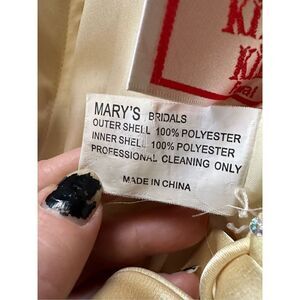 MARY'S BRIDALS
OUTER SHELL 100% POLYESTER
INNER SHELL 100% POLYESTER
PROFESSIONAL CLEANING ONLY
MADE IN CHINA